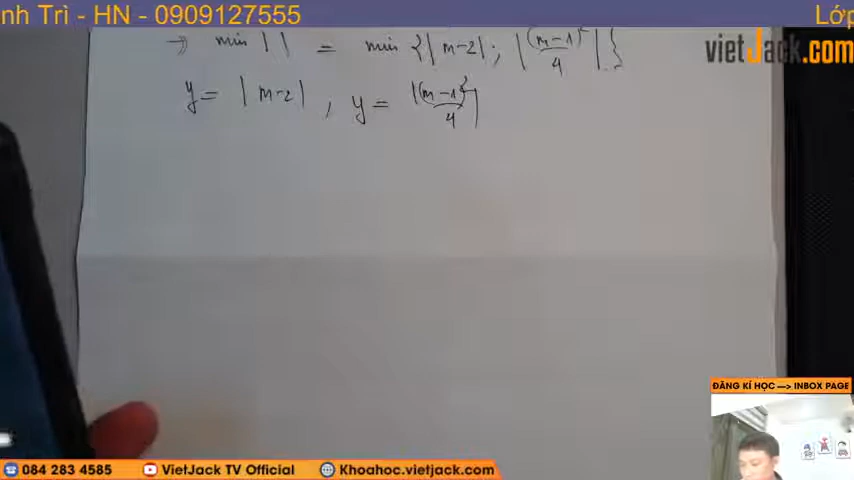 nh Trì - HN - 0909127555
Lớp
vietJack.com
→ min | | = min {|m-2|; |(m-1)²/4|}
y = |m-2| , y = |(m-1)²/4|
ĐĂNG KÍ HỌC —> INBOX PAGE
084 283 4585
VietJack TV Official
Khoahoc.vietjack.com